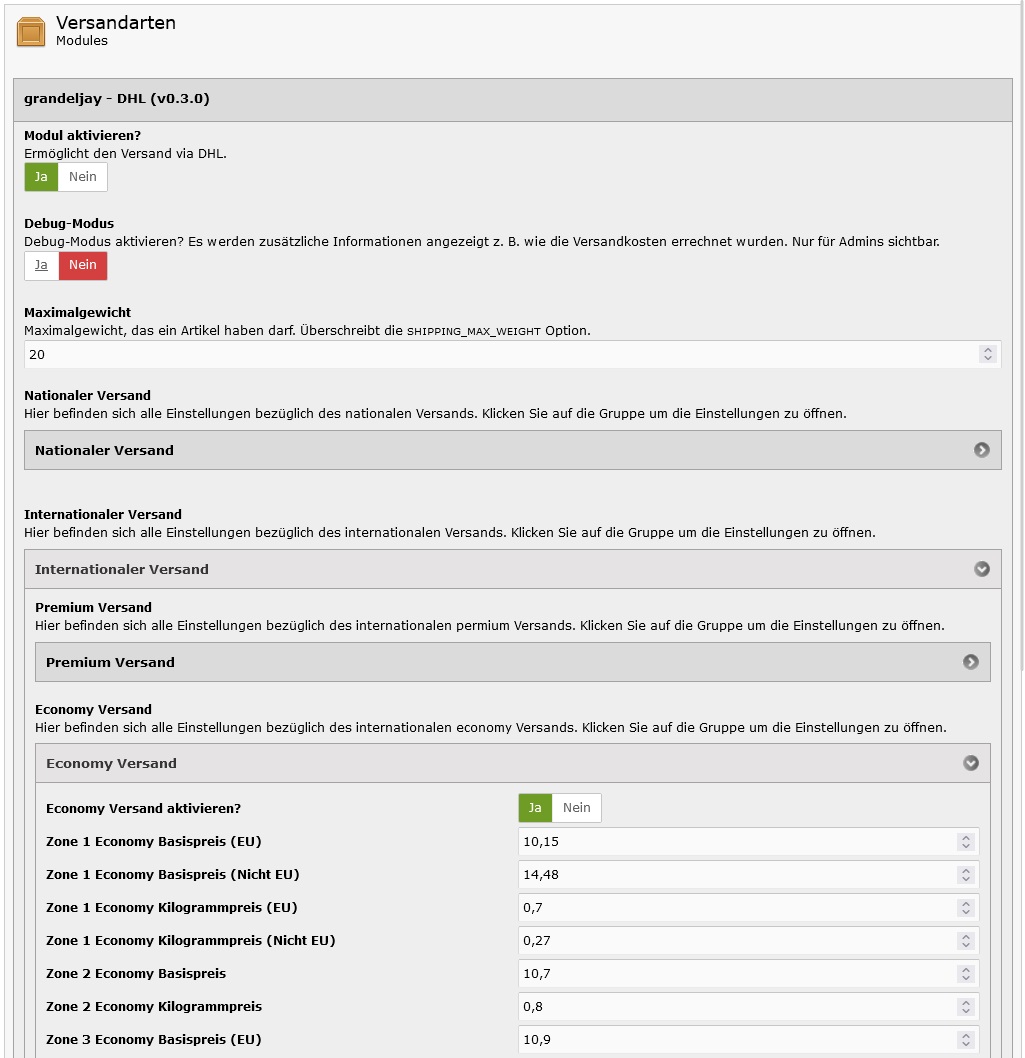 Versandarten
Modules
grandeljay - DHL (v0.3.0)
Modul aktivieren?
Ermöglicht den Versand via DHL.
Ja Nein
Debug-Modus
Debug-Modus aktivieren? Es werden zusätzliche Informationen angezeigt z. B. wie die Versandkosten errechnet wurden. Nur für Admins sichtbar.
Ja Nein
Maximalgewicht
Maximalgewicht, das ein Artikel haben darf. Überschreibt die SHIPPING_MAX_WEIGHT Option.
20
Nationaler Versand
Hier befinden sich alle Einstellungen bezüglich des nationalen Versands. Klicken Sie auf die Gruppe um die Einstellungen zu öffnen.
Nationaler Versand
Internationaler Versand
Hier befinden sich alle Einstellungen bezüglich des internationalen Versands. Klicken Sie auf die Gruppe um die Einstellungen zu öffnen.
Internationaler Versand
Premium Versand
Hier befinden sich alle Einstellungen bezüglich des internationalen permium Versands. Klicken Sie auf die Gruppe um die Einstellungen zu öffnen.
Premium Versand
Economy Versand
Hier befinden sich alle Einstellungen bezüglich des internationalen economy Versands. Klicken Sie auf die Gruppe um die Einstellungen zu öffnen.
Economy Versand
Economy Versand aktivieren? Ja Nein
Zone 1 Economy Basispreis (EU) 10,15
Zone 1 Economy Basispreis (Nicht EU) 14,48
Zone 1 Economy Kilogrammpreis (EU) 0,7
Zone 1 Economy Kilogrammpreis (Nicht EU) 0,27
Zone 2 Economy Basispreis 10,7
Zone 2 Economy Kilogrammpreis 0,8
Zone 3 Economy Basispreis (EU) 10,9